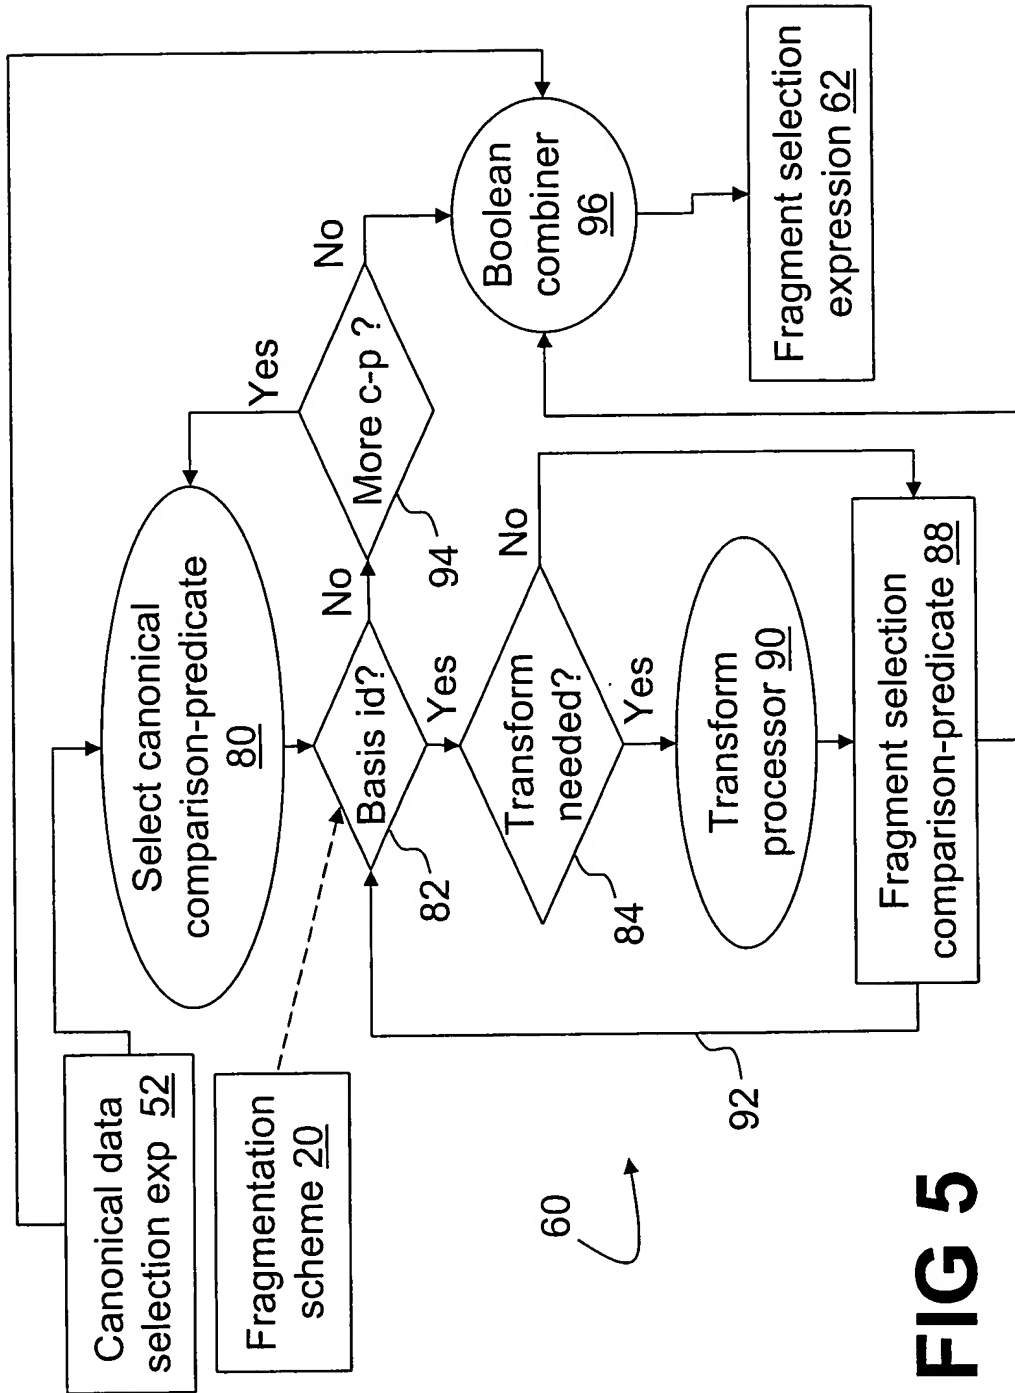 Canonical data
selection exp 52
Fragmentation
scheme 20
Select canonical
comparison-predicate
80
Basis id?
82
No
Yes
More c-p ?
94
Yes
No
Transform
needed?
84
No
Yes
Transform
processor 90
Fragment selection
comparison-predicate 88
92
Boolean
combiner
96
Fragment selection
expression 62
60
FIG 5